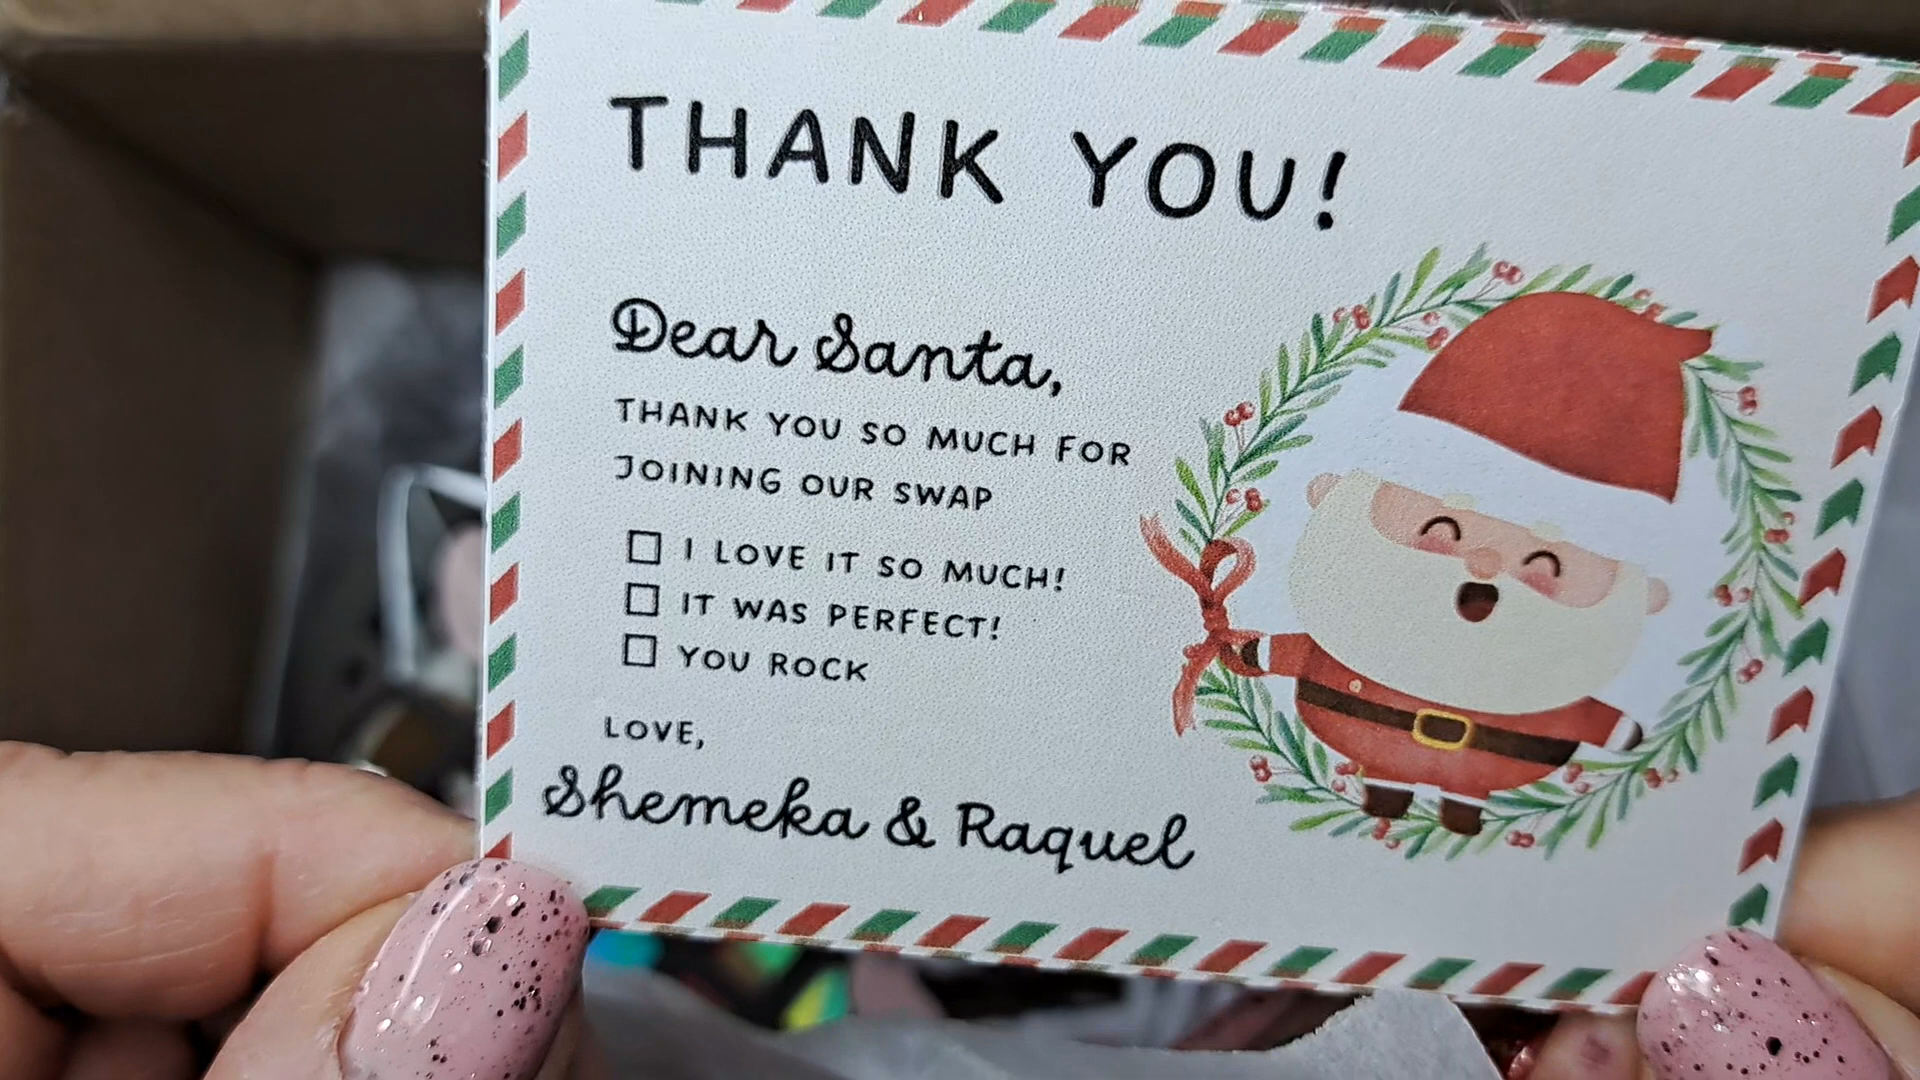 THANK YOU!
Dear Santa,
THANK YOU SO MUCH FOR
JOINING OUR SWAP
I LOVE IT SO MUCH!
IT WAS PERFECT!
YOU ROCK
LOVE,
Shemeka & Raquel